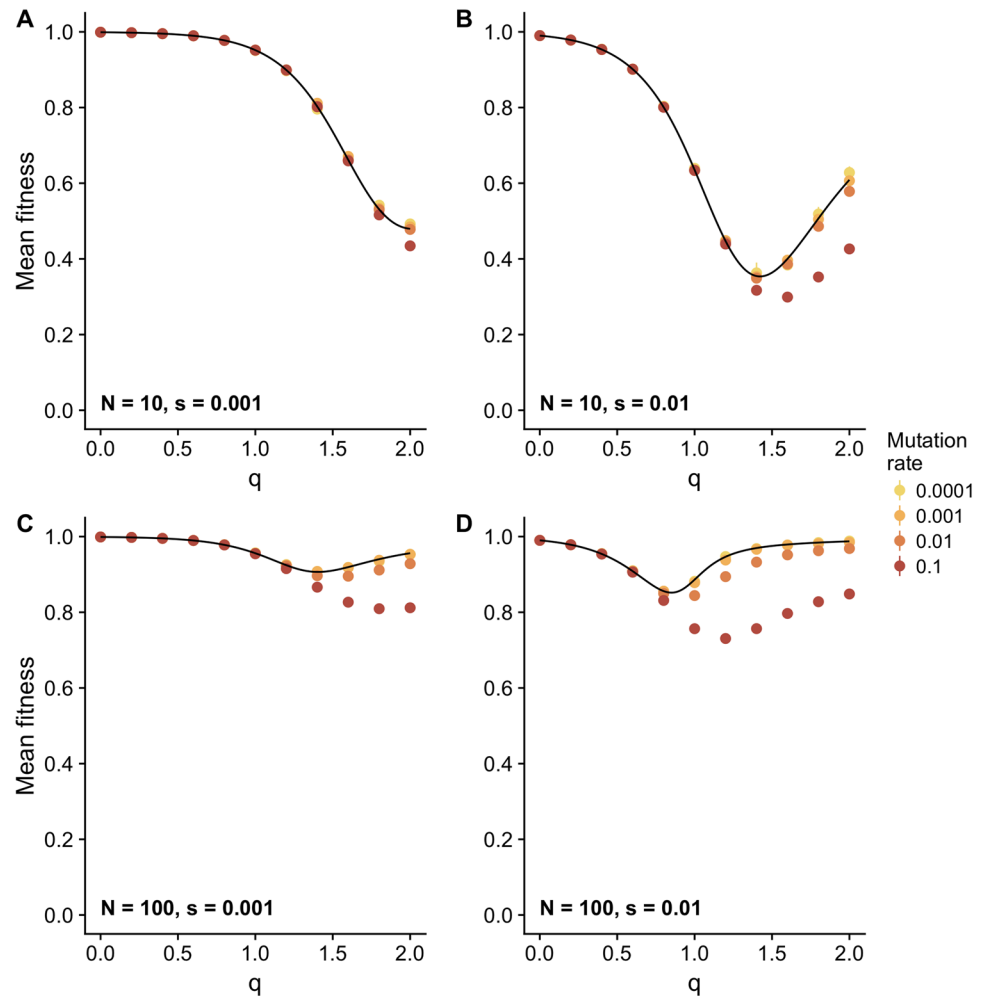 A
B
1.0
0.8
0.6
0.4
0.2
0.0
Mean fitness
N = 10, s = 0.001
0.0 0.5 1.0 1.5 2.0
q
1.0
0.8
0.6
0.4
0.2
0.0
Mean fitness
N = 10, s = 0.01
0.0 0.5 1.0 1.5 2.0
q
Mutation
rate
0.0001
0.001
0.01
0.1
C
D
1.0
0.8
0.6
0.4
0.2
0.0
Mean fitness
N = 100, s = 0.001
0.0 0.5 1.0 1.5 2.0
q
1.0
0.8
0.6
0.4
0.2
0.0
N = 100, s = 0.01
0.0 0.5 1.0 1.5 2.0
q